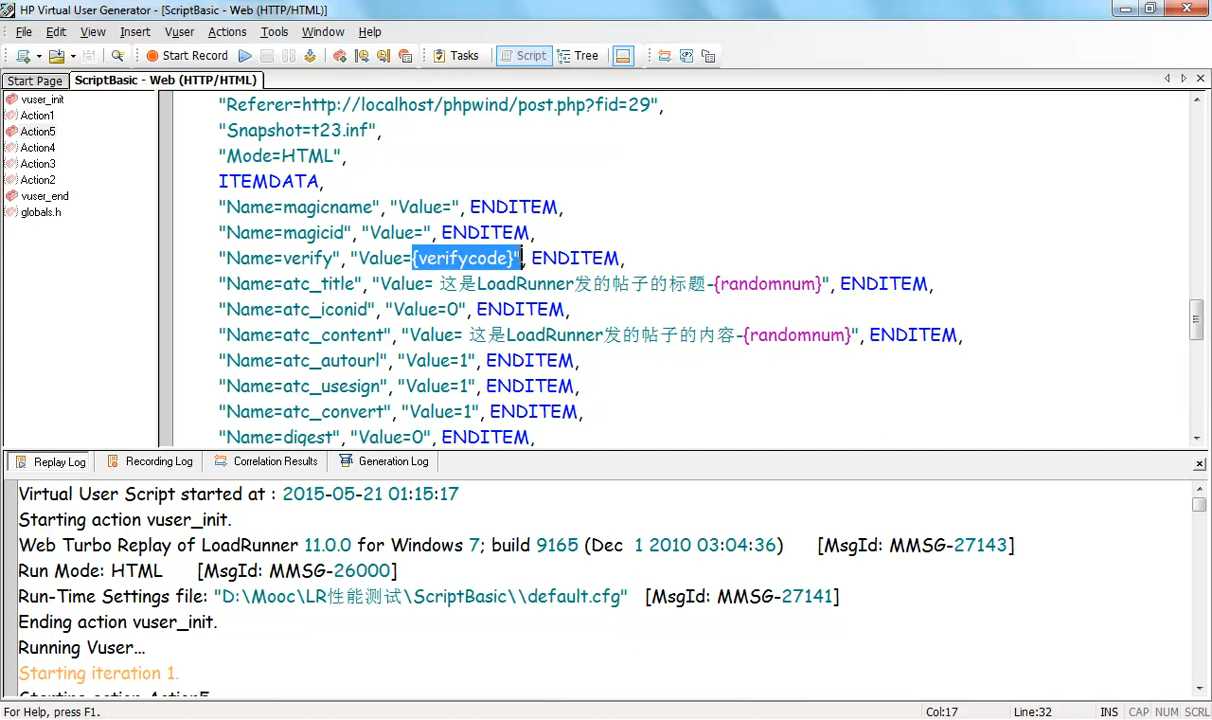 HP Virtual User Generator - [ScriptBasic - Web (HTTP/HTML)]
File Edit View Insert Vuser Actions Tools Window Help
Start Record Tasks Script Tree
Start Page ScriptBasic - Web (HTTP/HTML)
vuser_init
Action1
Action5
Action4
Action3
Action2
vuser_end
globals.h
"Referer=http://localhost/phpwind/post.php?fid=29",
"Snapshot=t23.inf",
"Mode=HTML",
ITEMDATA,
"Name=magicname", "Value=", ENDITEM,
"Name=magicid", "Value=", ENDITEM,
"Name=verify", "Value={verifycode}", ENDITEM,
"Name=atc_title", "Value= 这是LoadRunner发的帖子的标题-{randomnum}", ENDITEM,
"Name=atc_iconid", "Value=0", ENDITEM,
"Name=atc_content", "Value= 这是LoadRunner发的帖子的内容-{randomnum}", ENDITEM,
"Name=atc_autourl", "Value=1", ENDITEM,
"Name=atc_usesign", "Value=1", ENDITEM,
"Name=atc_convert", "Value=1", ENDITEM,
"Name=digest", "Value=0", ENDITEM,
Replay Log Recording Log Correlation Results Generation Log
Virtual User Script started at : 2015-05-21 01:15:17
Starting action vuser_init.
Web Turbo Replay of LoadRunner 11.0.0 for Windows 7; build 9165 (Dec 1 2010 03:04:36) [MsgId: MMSG-27143]
Run Mode: HTML [MsgId: MMSG-26000]
Run-Time Settings file: "D:\Mooc\LR性能测试\ScriptBasic\\default.cfg" [MsgId: MMSG-27141]
Ending action vuser_init.
Running Vuser...
Starting iteration 1.
Starting action Action5.
For Help, press F1. Col:17 Line:32 INS CAP NUM SCRL